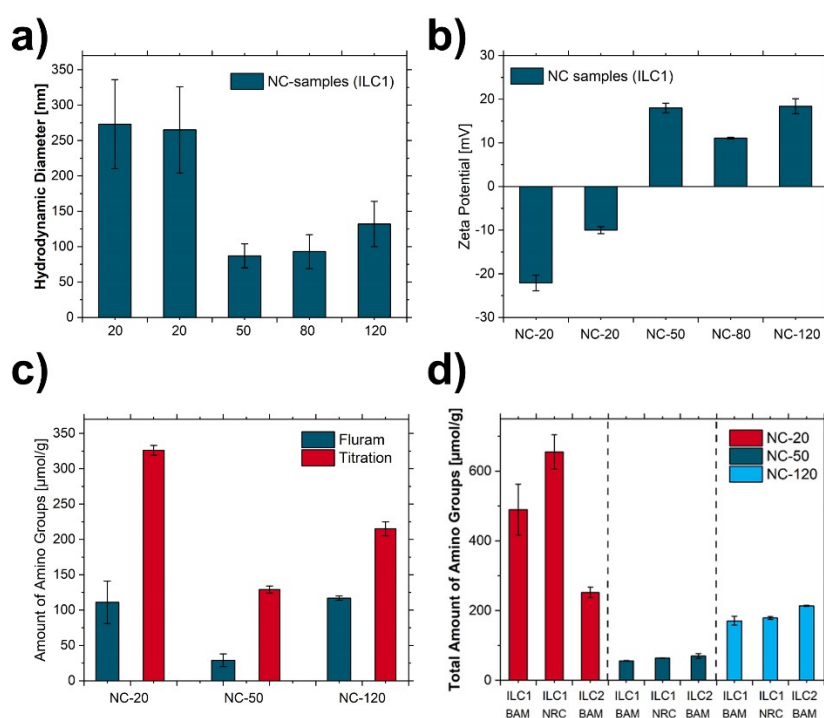 a)
Hydrodynamic Diameter [nm]
350
300
250
200
150
100
50
0
NC-samples (ILC1)
20 20 50 80 120
b)
Zeta Potential [mV]
30
20
10
0
-10
-20
-30
NC samples (ILC1)
NC-20 NC-20 NC-50 NC-80 NC-120
c)
Amount of Amino Groups [µmol/g]
350
300
250
200
150
100
50
0
Fluram
Titration
NC-20 NC-50 NC-120
d)
Total Amount of Amino Groups [µmol/g]
600
400
200
0
NC-20
NC-50
NC-120
ILC1 ILC1 ILC2 ILC1 ILC1 ILC2 ILC1 ILC1 ILC2
BAM NRC BAM BAM NRC BAM BAM NRC BAM